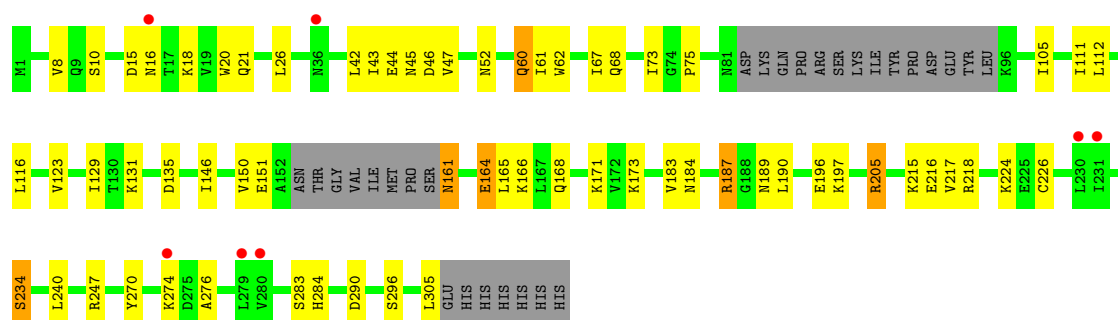 M1 V8 Q9 S10 D15 N16 T17 K18 V19 W20 Q21 L26 N36 L42 I43 E44 N45 D46 V47 N52 Q60 I61 W62 I67 Q68 I73 G74 P75 N81 ASP LYS GLN PRO ARG SER LYS ILE TYR PRO ASP GLU TYR LEU K96 I105 I111 L112
L116 V123 I129 T130 K131 D135 I146 V150 E151 A152 ASN THR GLY VAL ILE MET PRO SER N161 E164 L165 K166 L167 Q168 K171 V172 K173 V183 N184 R187 G188 N189 L190 E196 K197 R205 K215 E216 V217 R218 K224 E225 C226 L230 I231
S234 L240 R247 Y270 K274 D275 A276 L279 V280 S283 H284 D290 S296 L305 GLU HIS HIS HIS HIS HIS HIS